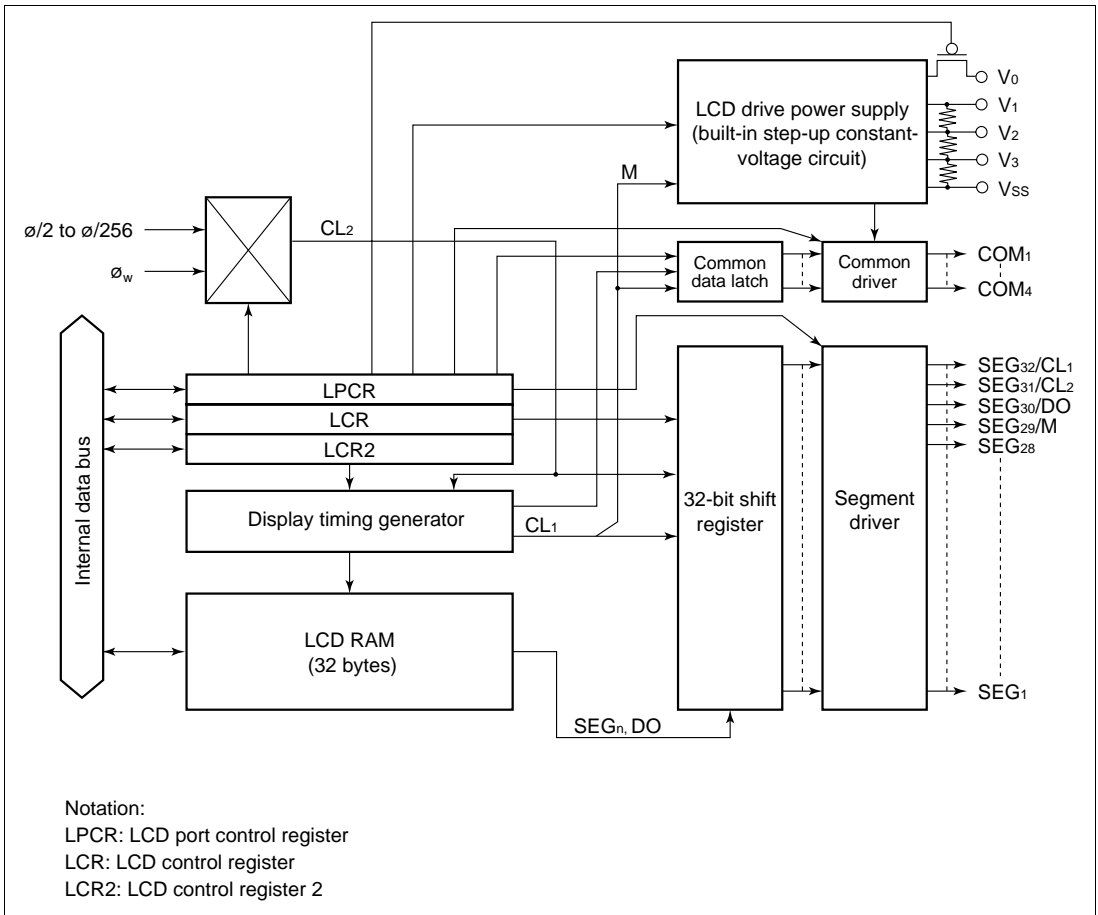 LCD drive power supply
(built-in step-up constant-
voltage circuit)
V0
V1
V2
V3
VSS
M
ø/2 to ø/256
øw
CL2
Common
data latch
Common
driver
COM1
COM4
Internal data bus
LPCR
LCR
LCR2
Display timing generator
CL1
LCD RAM
(32 bytes)
SEGn, DO
32-bit shift
register
Segment
driver
SEG32/CL1
SEG31/CL2
SEG30/DO
SEG29/M
SEG28
SEG1
Notation:
LPCR: LCD port control register
LCR: LCD control register
LCR2: LCD control register 2